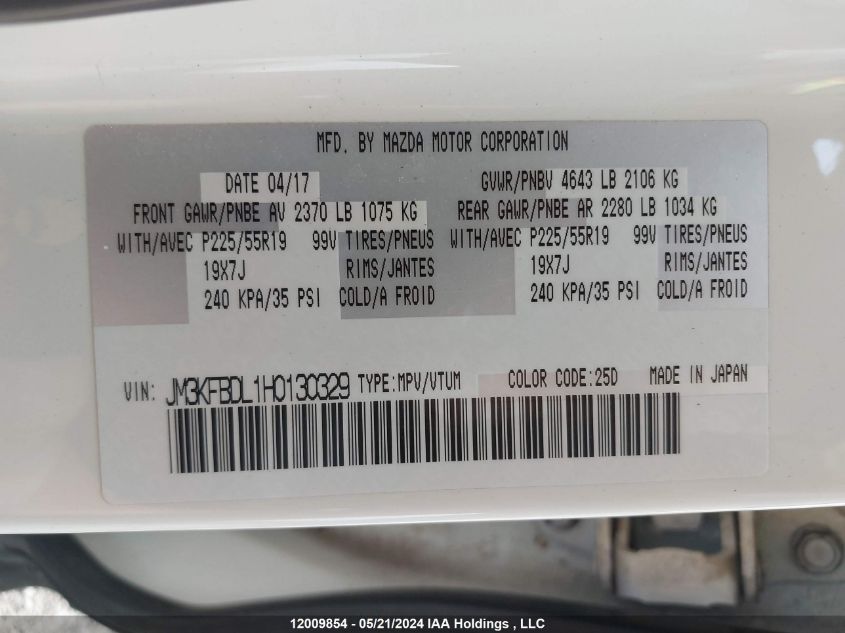 MFD. BY MAZDA MOTOR CORPORATION
DATE 04/17 GVWR/PNBV 4643 LB 2106 KG
FRONT GAWR/PNBE AV 2370 LB 1075 KG REAR GAWR/PNBE AR 2280 LB 1034 KG
WITH/AVEC P225/55R19 99V TIRES/PNEUS WITH/AVEC P225/55R19 99V TIRES/PNEUS
19X7J RIMS/JANTES 19X7J RIMS/JANTES
240 KPA/35 PSI COLD/A FROID 240 KPA/35 PSI COLD/A FROID
VIN: JM3KFBDL1H0130329 TYPE:MPV/VTUM COLOR CODE:25D MADE IN JAPAN
12009854 - 05/21/2024 IAA Holdings , LLC